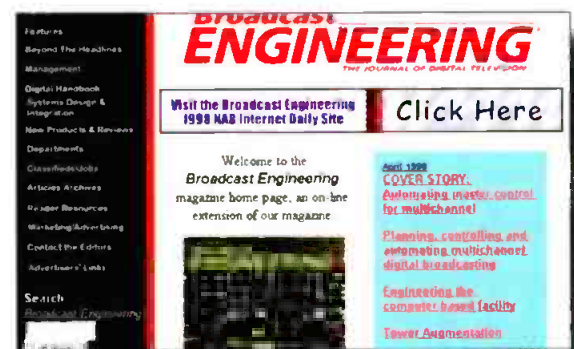 Features
Beyond The Headlines
Management
Digital Handbook
Systems Design &
Integration
New Products & Reviews
Departments
Classifieds/Jobs
Articles Archives
Reader Resources
Marketing/Advertising
Contact the Editors
Advertisers' Links
Search
Broadcast Engineering
Broadcast
ENGINEERING
THE JOURNAL OF DIGITAL TELEVISION
Visit the Broadcast Engineering
1998 NAB Internet Daily Site
Click Here
Welcome to the
Broadcast Engineering
magazine home page, an on-line
extension of our magazine
April 1998
COVER STORY:
Automating master control
for multichannel
Planning, controlling and
automating multichannel
digital broadcasting
Engineering the
computer based facility
Tower Augmentation